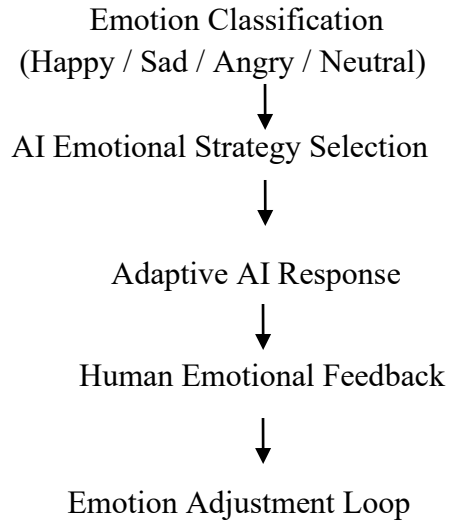 Emotion Classification
(Happy / Sad / Angry / Neutral)
AI Emotional Strategy Selection
Adaptive AI Response
Human Emotional Feedback
Emotion Adjustment Loop